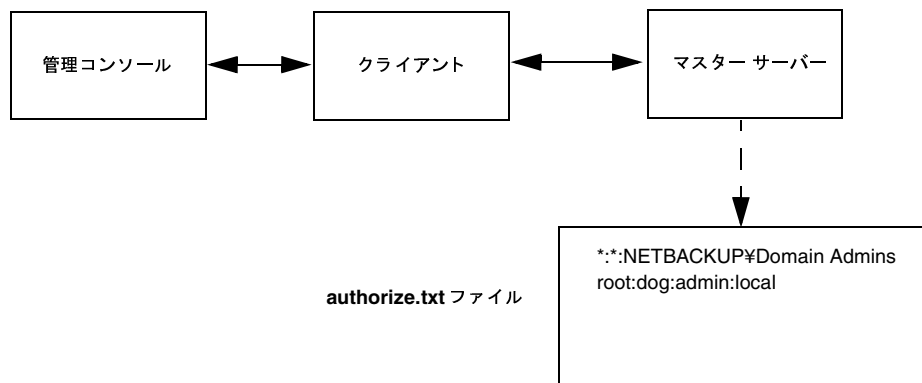 管理コンソール
クライアント
マスター サーバー
*:*:NETBACKUP¥Domain Admins
root:dog:admin:local
authorize.txt ファイル